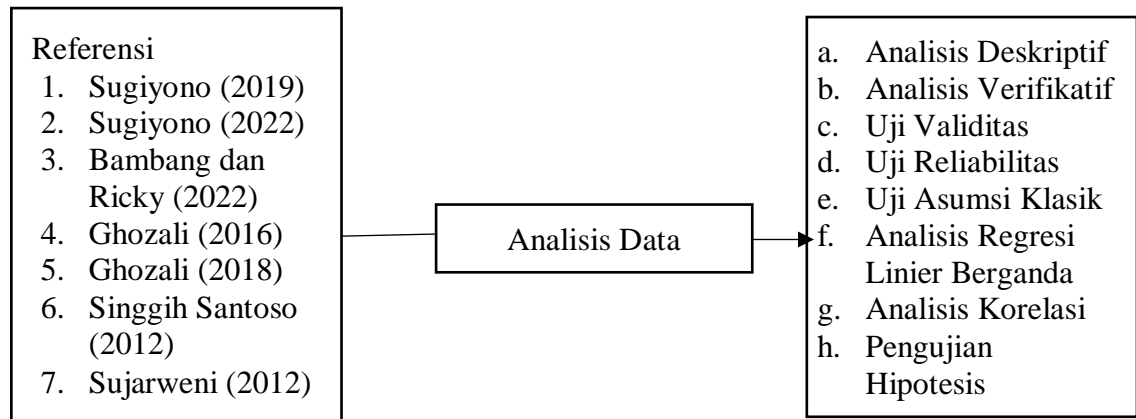 Referensi
1. Sugiyono (2019)
2. Sugiyono (2022)
3. Bambang dan
Ricky (2022)
4. Ghozali (2016)
5. Ghozali (2018)
6. Singgih Santoso
(2012)
7. Sujarweni (2012)
Analisis Data
a. Analisis Deskriptif
b. Analisis Verifikatif
c. Uji Validitas
d. Uji Reliabilitas
e. Uji Asumsi Klasik
f. Analisis Regresi
Linier Berganda
g. Analisis Korelasi
h. Pengujian
Hipotesis